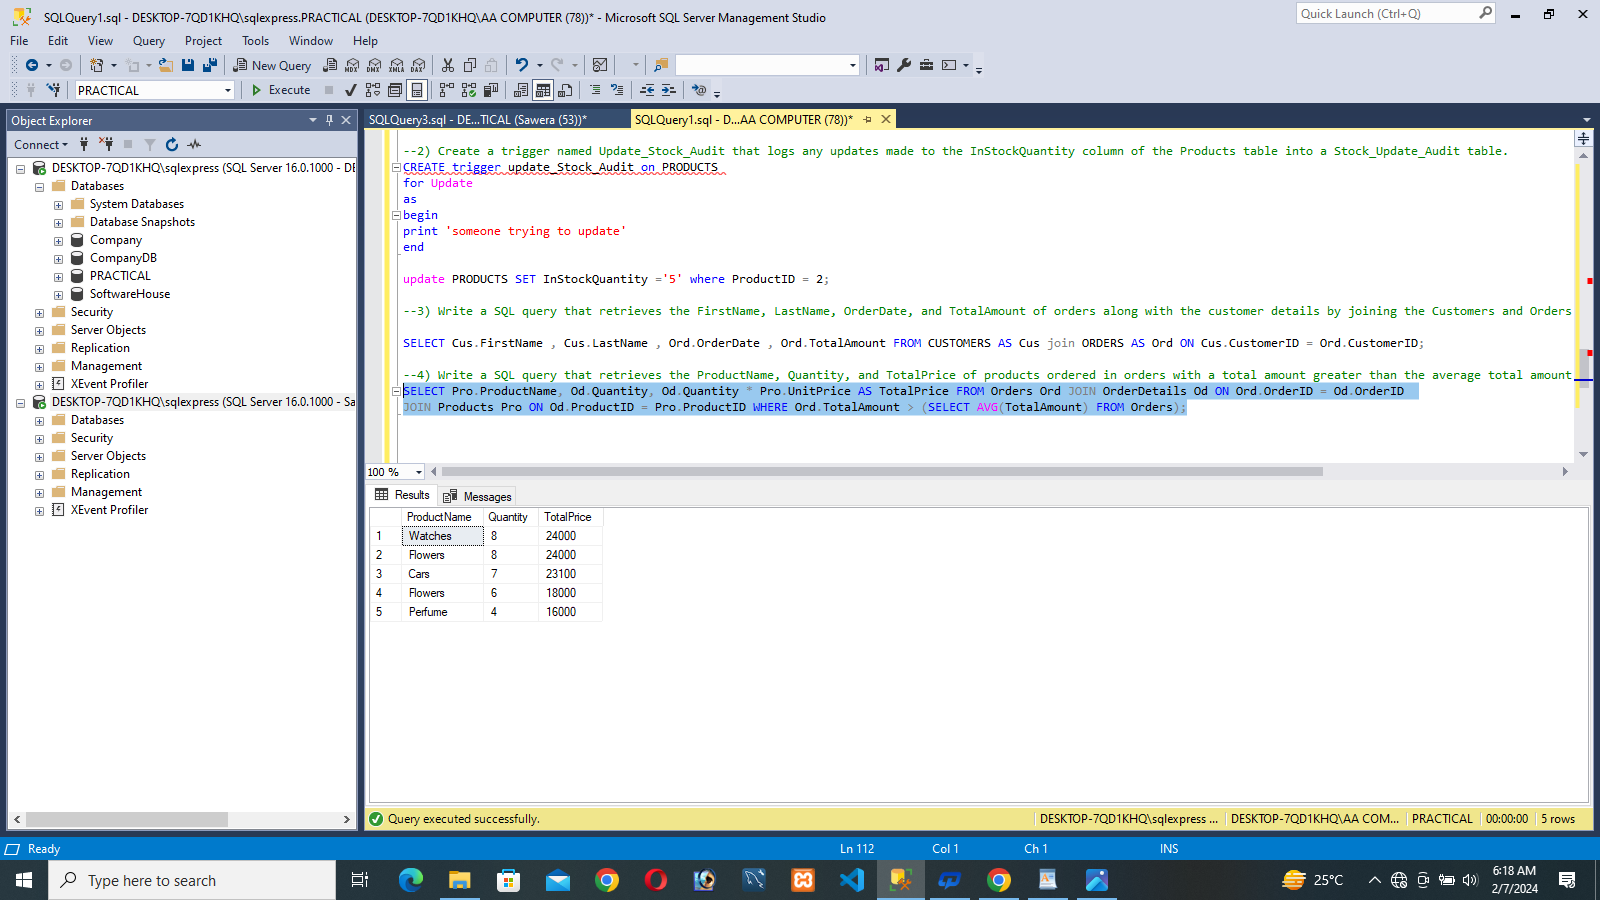 SQLQuery1.sql - DESKTOP-7QD1KHQ\sqlexpress.PRACTICAL (DESKTOP-7QD1KHQ\AA COMPUTER (78))* - Microsoft SQL Server Management Studio
Quick Launch (Ctrl+Q)
File Edit View Query Project Tools Window Help
New Query MDX DMX XMLA DAX
PRACTICAL Execute
Object Explorer
SQLQuery3.sql - DE...TICAL (Sawera (53))* SQLQuery1.sql - D...AA COMPUTER (78))*
Connect
DESKTOP-7QD1KHQ\sqlexpress (SQL Server 16.0.1000 - DE
Databases
System Databases
Database Snapshots
Company
CompanyDB
PRACTICAL
SoftwareHouse
Security
Server Objects
Replication
Management
XEvent Profiler
DESKTOP-7QD1KHQ\sqlexpress (SQL Server 16.0.1000 - Sa
Databases
Security
Server Objects
Replication
Management
XEvent Profiler
--2) Create a trigger named Update_Stock_Audit that logs any updates made to the InStockQuantity column of the Products table into a Stock_Update_Audit table.
CREATE trigger update_Stock_Audit on PRODUCTS
for Update
as
begin
print 'someone trying to update'
end
update PRODUCTS SET InStockQuantity ='5' where ProductID = 2;
--3) Write a SQL query that retrieves the FirstName, LastName, OrderDate, and TotalAmount of orders along with the customer details by joining the Customers and Orders
SELECT Cus.FirstName , Cus.LastName , Ord.OrderDate , Ord.TotalAmount FROM CUSTOMERS AS Cus join ORDERS AS Ord ON Cus.CustomerID = Ord.CustomerID;
--4) Write a SQL query that retrieves the ProductName, Quantity, and TotalPrice of products ordered in orders with a total amount greater than the average total amount
SELECT Pro.ProductName, Od.Quantity, Od.Quantity * Pro.UnitPrice AS TotalPrice FROM Orders Ord JOIN OrderDetails Od ON Ord.OrderID = Od.OrderID
JOIN Products Pro ON Od.ProductID = Pro.ProductID WHERE Ord.TotalAmount > (SELECT AVG(TotalAmount) FROM Orders);
100 %
Results Messages
ProductName Quantity TotalPrice
1 Watches 8 24000
2 Flowers 8 24000
3 Cars 7 23100
4 Flowers 6 18000
5 Perfume 4 16000
Query executed successfully. DESKTOP-7QD1KHQ\sqlexpress ... DESKTOP-7QD1KHQ\AA COM... PRACTICAL 00:00:00 5 rows
Ready Ln 112 Col 1 Ch 1 INS
Type here to search
25°C
6:18 AM
2/7/2024